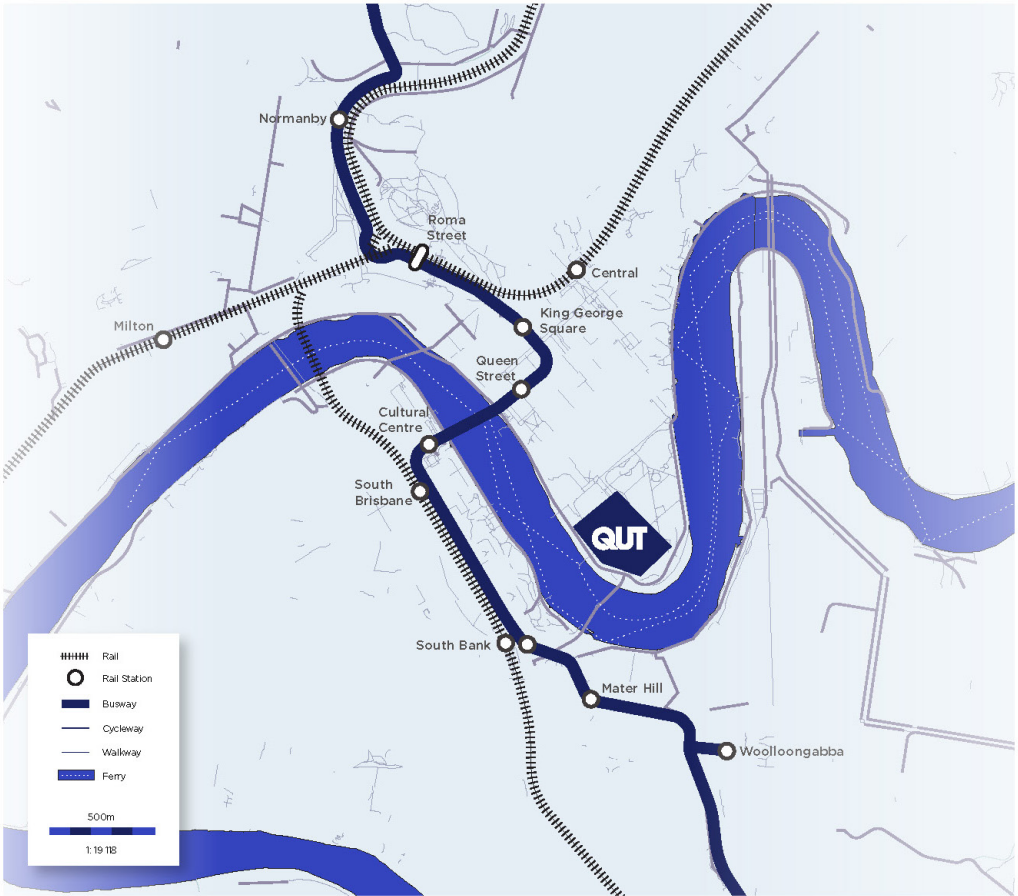 Normanby
Roma
Street
Central
Milton
King George
Square
Queen
Street
Cultural
Centre
South
Brisbane
QUT
South Bank
Mater Hill
Woolloongabba
Rail
Rail Station
Busway
Cycleway
Walkway
Ferry
500m
1: 19 118